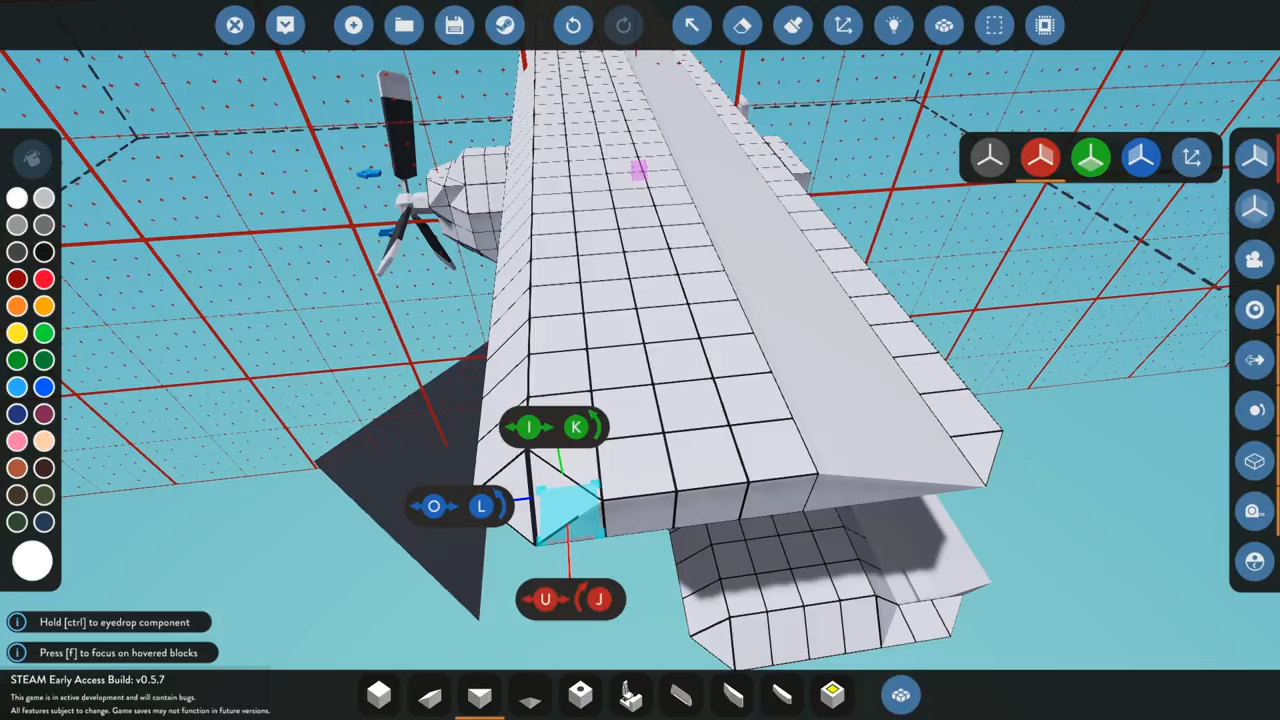 I K
O L
U J
Hold [ctrl] to eyedrop component
Press [f] to focus on hovered blocks
STEAM Early Access Build: v0.5.7
This game is in active development and will contain bugs.
All features subject to change. Game saves may not function in future versions.